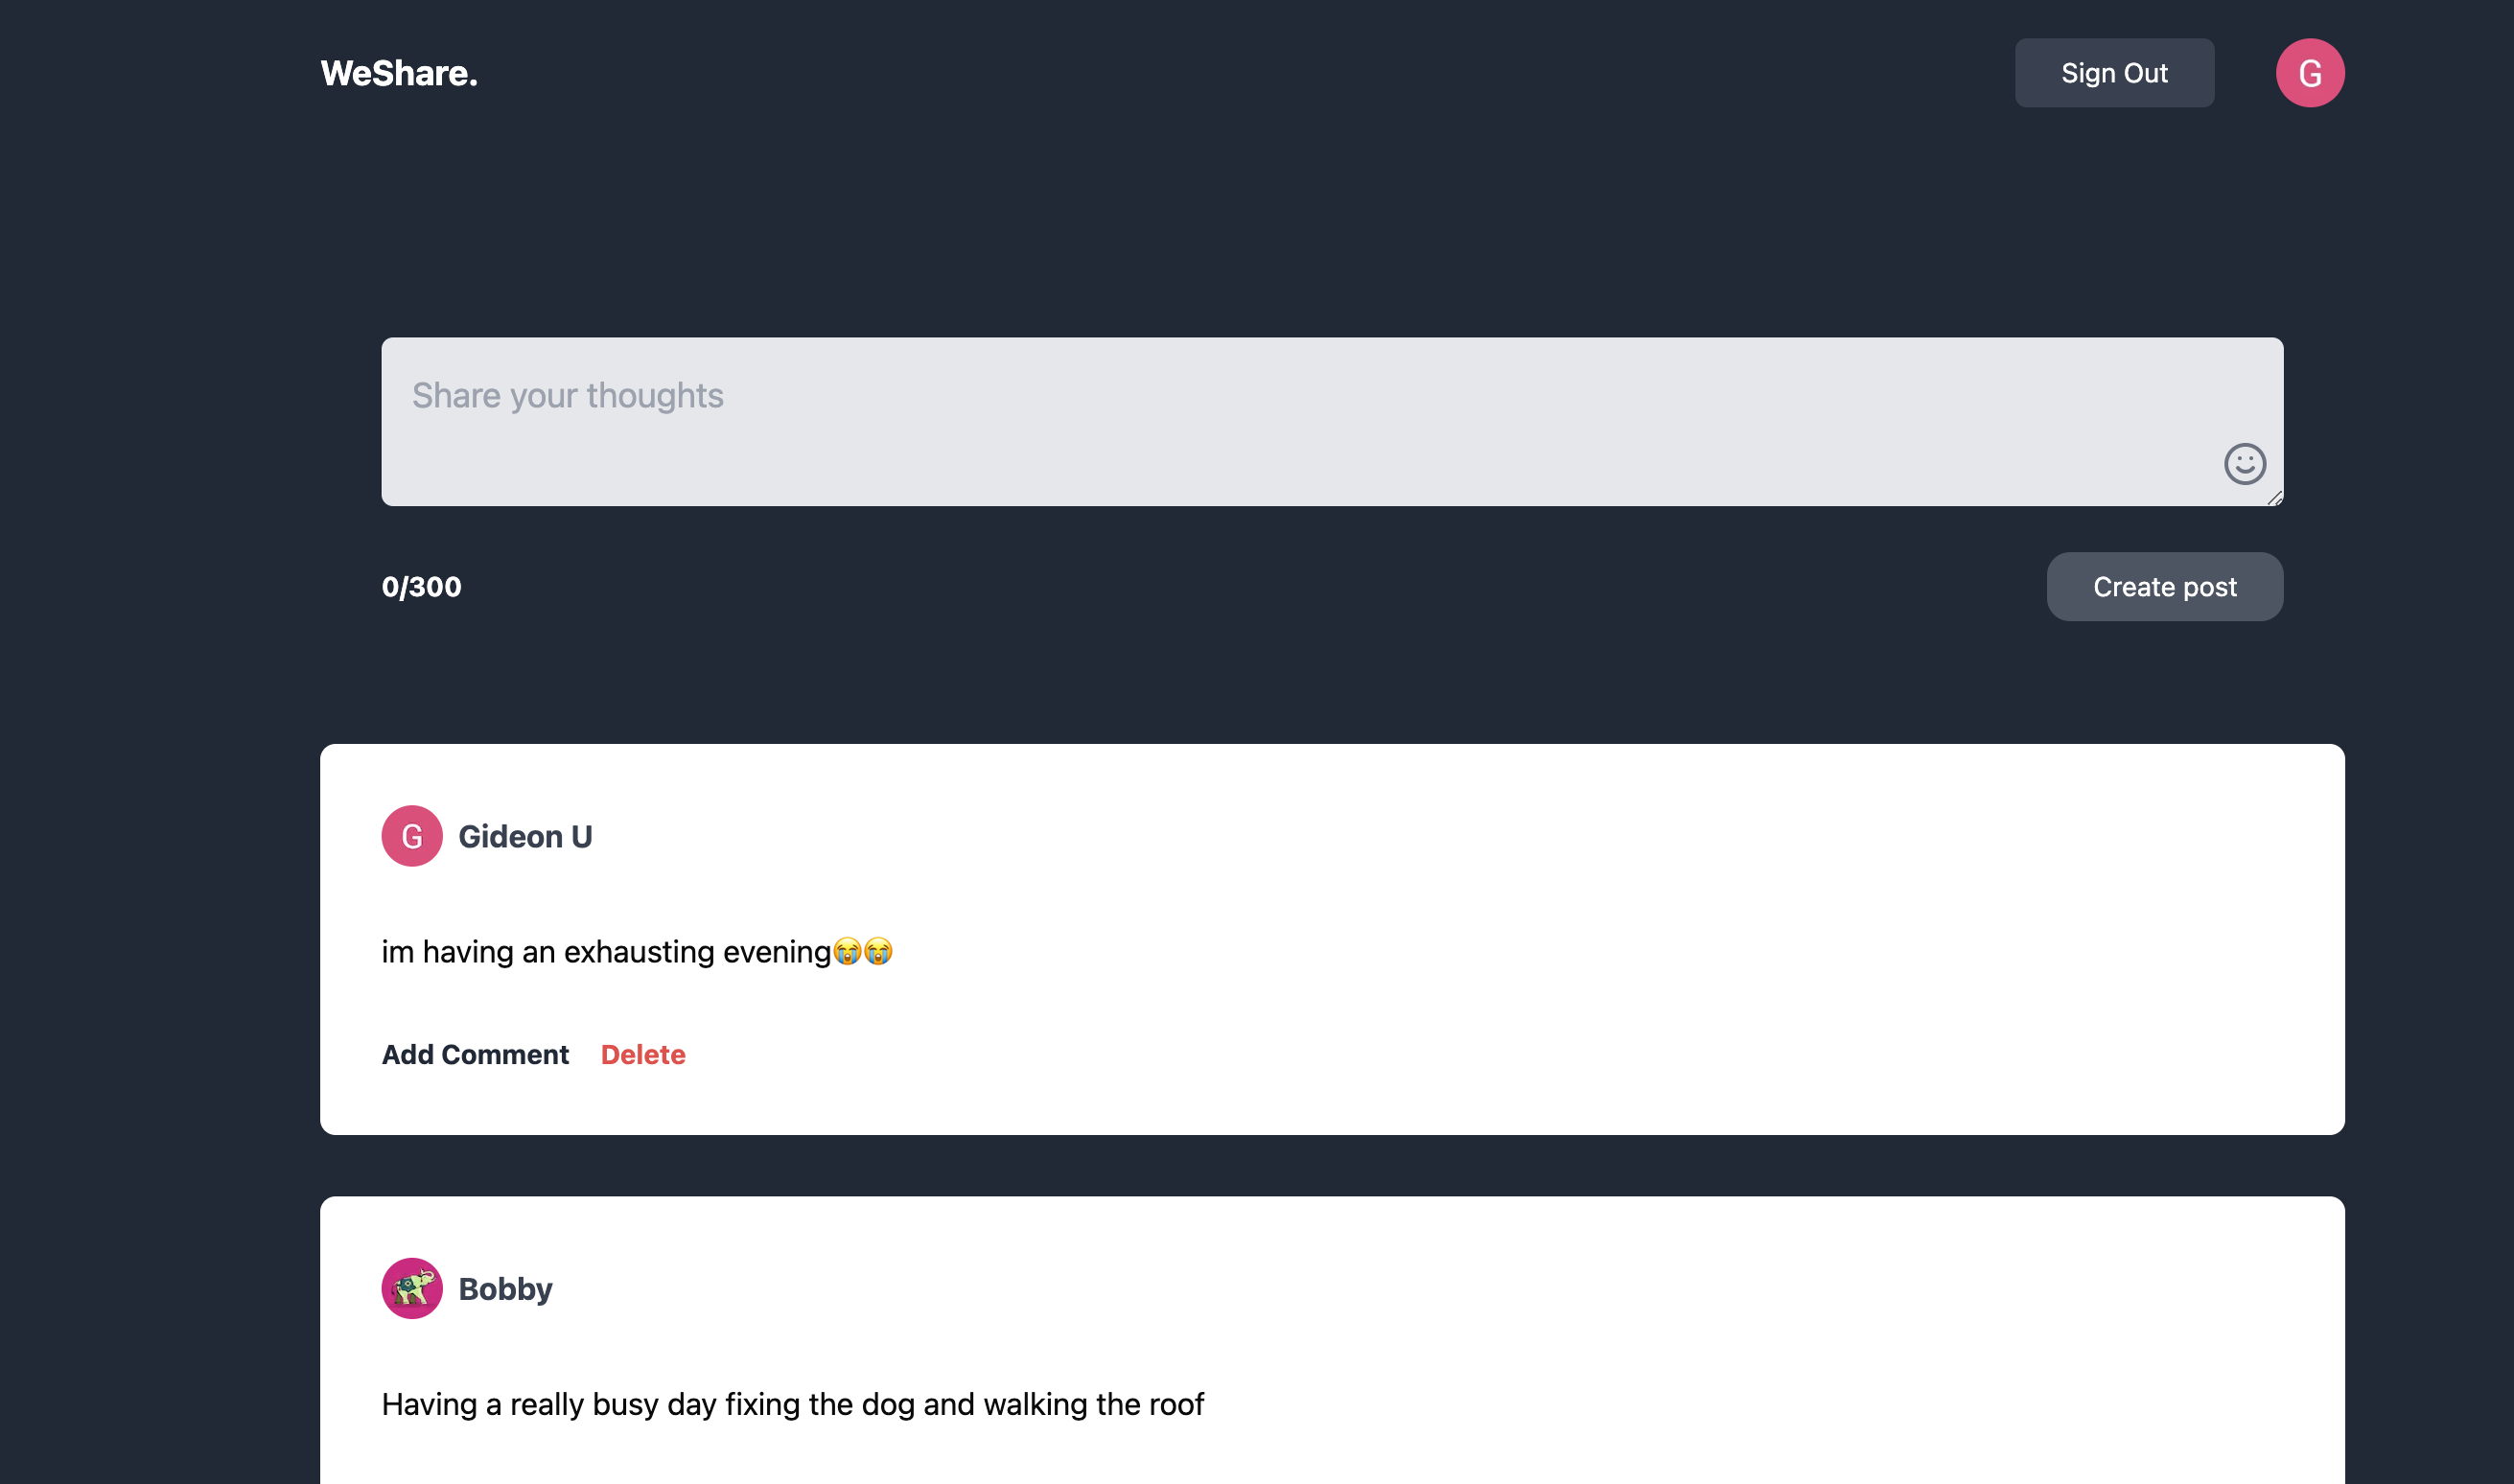 WeShare.
Sign Out
G
Share your thoughts
0/300
Create post
G
Gideon U
im having an exhausting evening😭😭
Add Comment
Delete
Bobby
Having a really busy day fixing the dog and walking the roof